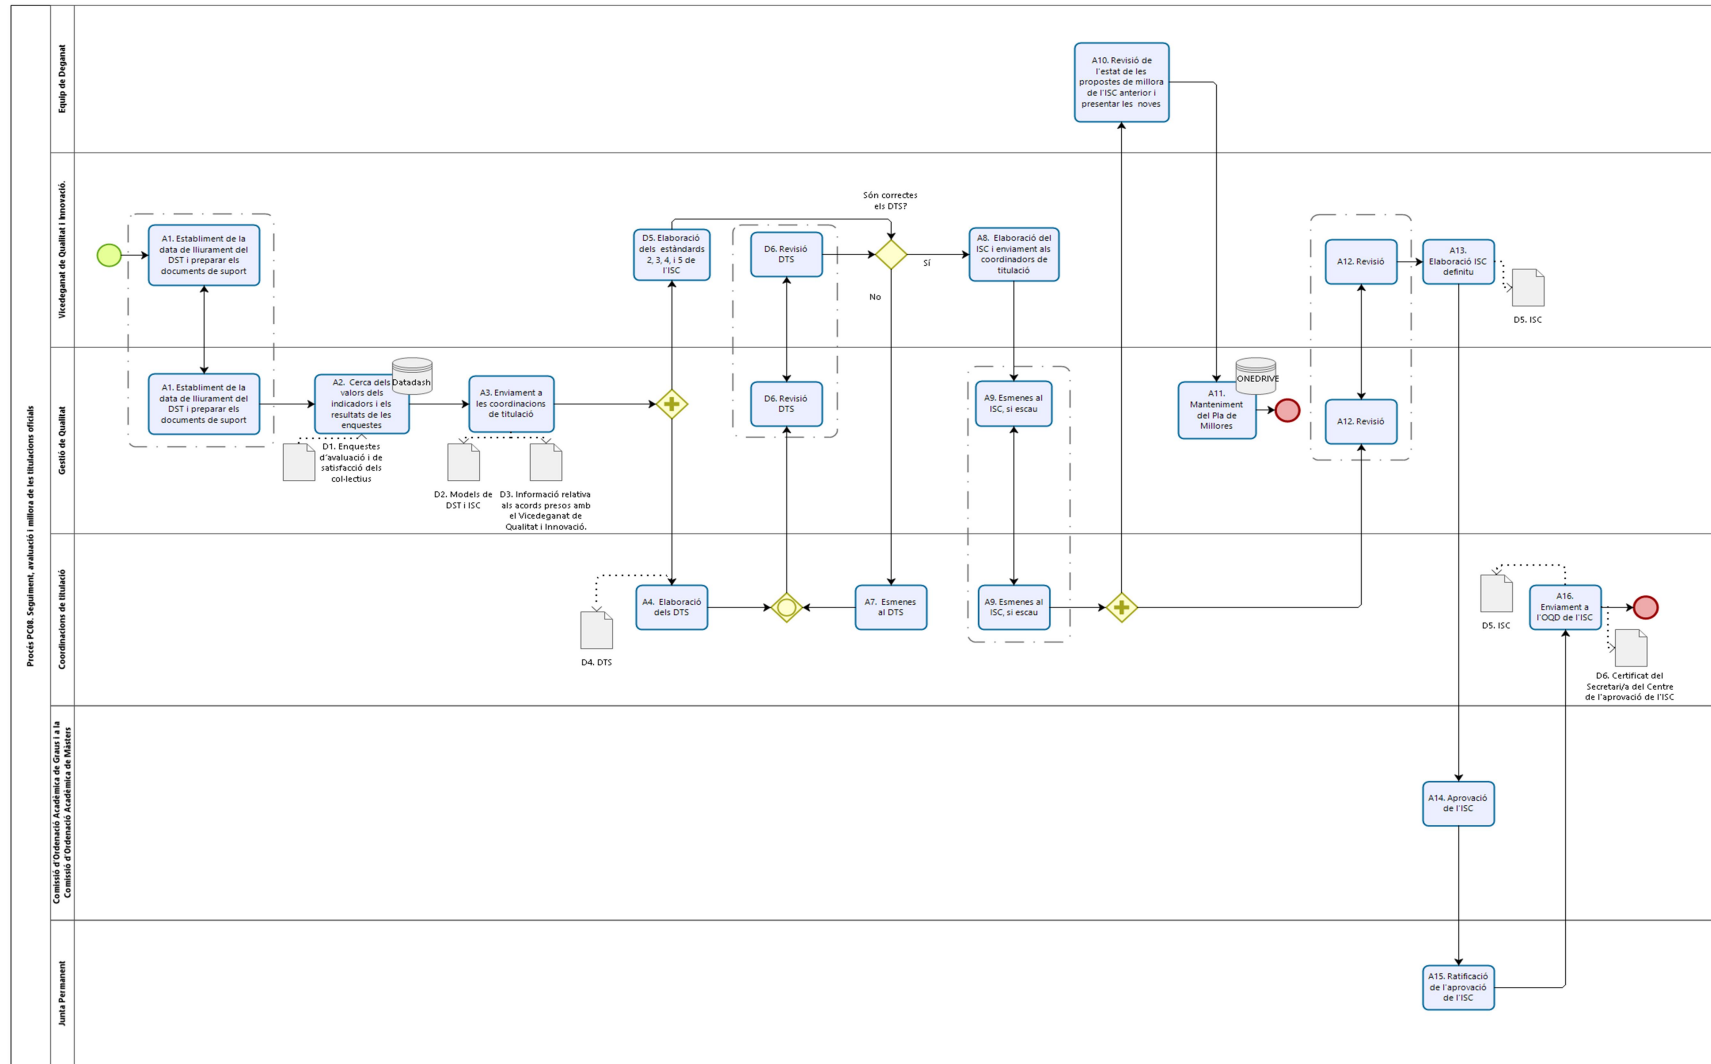 Procés PC08. Seguiment, avaluació i millora de les titulacions oficials
Equip de Deganat
A10. Revisió de
l'estat de les
propostes de millora
de l'ISC anterior i
presentar les noves
Vicedeganat de Qualitat i Innovació.
A1. Establiment de la
data de lliurament del
DST i preparar els
documents de suport
D5. Elaboració
dels estàndards
2, 3, 4, i 5 de
l'ISC
D6. Revisió
DTS
Són correctes
els DTS?
Sí
No
A8. Elaboració del
ISC i enviament als
coordinadors de
titulació
A12. Revisió
A13.
Elaboració ISC
definitu
D5. ISC
Gestió de Qualitat
A1. Establiment de la
data de lliurament del
DST i preparar els
documents de suport
A2. Cerca dels
valors dels
indicadors i els
resultats de les
enquestes
Datadash
D1. Enquestes
d'avaluació i de
satisfacció dels
col·lectius
A3. Enviament a
les coordinacions
de titulació
D2. Models de
DST i ISC
D3. Informació relativa
als acords presos amb
el Vicedeganat de
Qualitat i Innovació.
D6. Revisió
DTS
A9. Esmenes al
ISC, si escau
A11.
Manteniment
del Pla de
Millores
ONEDRIVE
A12. Revisió
Coordinacions de titulació
A4. Elaboració
dels DTS
D4. DTS
A7. Esmenes
al DTS
A9. Esmenes al
ISC, si escau
D5. ISC
A16.
Enviament a
l'OQD de l'ISC
D6. Certificat del
Secretari/a del Centre
de l'aprovació de l'ISC
Comissió d'Ordenació Acadèmica de Graus i a la
Comissió d'Ordenació Acadèmica de Màsters
A14. Aprovació
de l'ISC
Junta Permanent
A15. Ratificació
de l'aprovació
de l'ISC